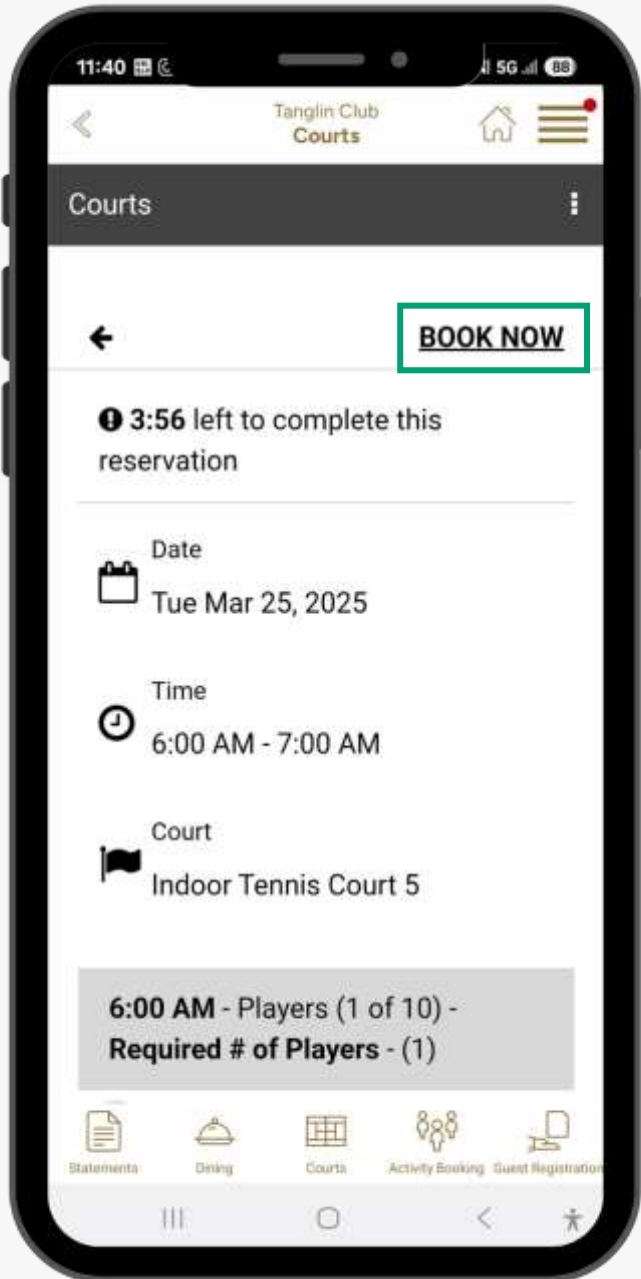 11:40 5G 88
Tanglin Club
Courts
Courts
BOOK NOW
3:56 left to complete this
reservation
Date
Tue Mar 25, 2025
Time
6:00 AM - 7:00 AM
Court
Indoor Tennis Court 5
6:00 AM - Players (1 of 10) -
Required # of Players - (1)
Statements Dining Courts Activity Booking Guest Registration